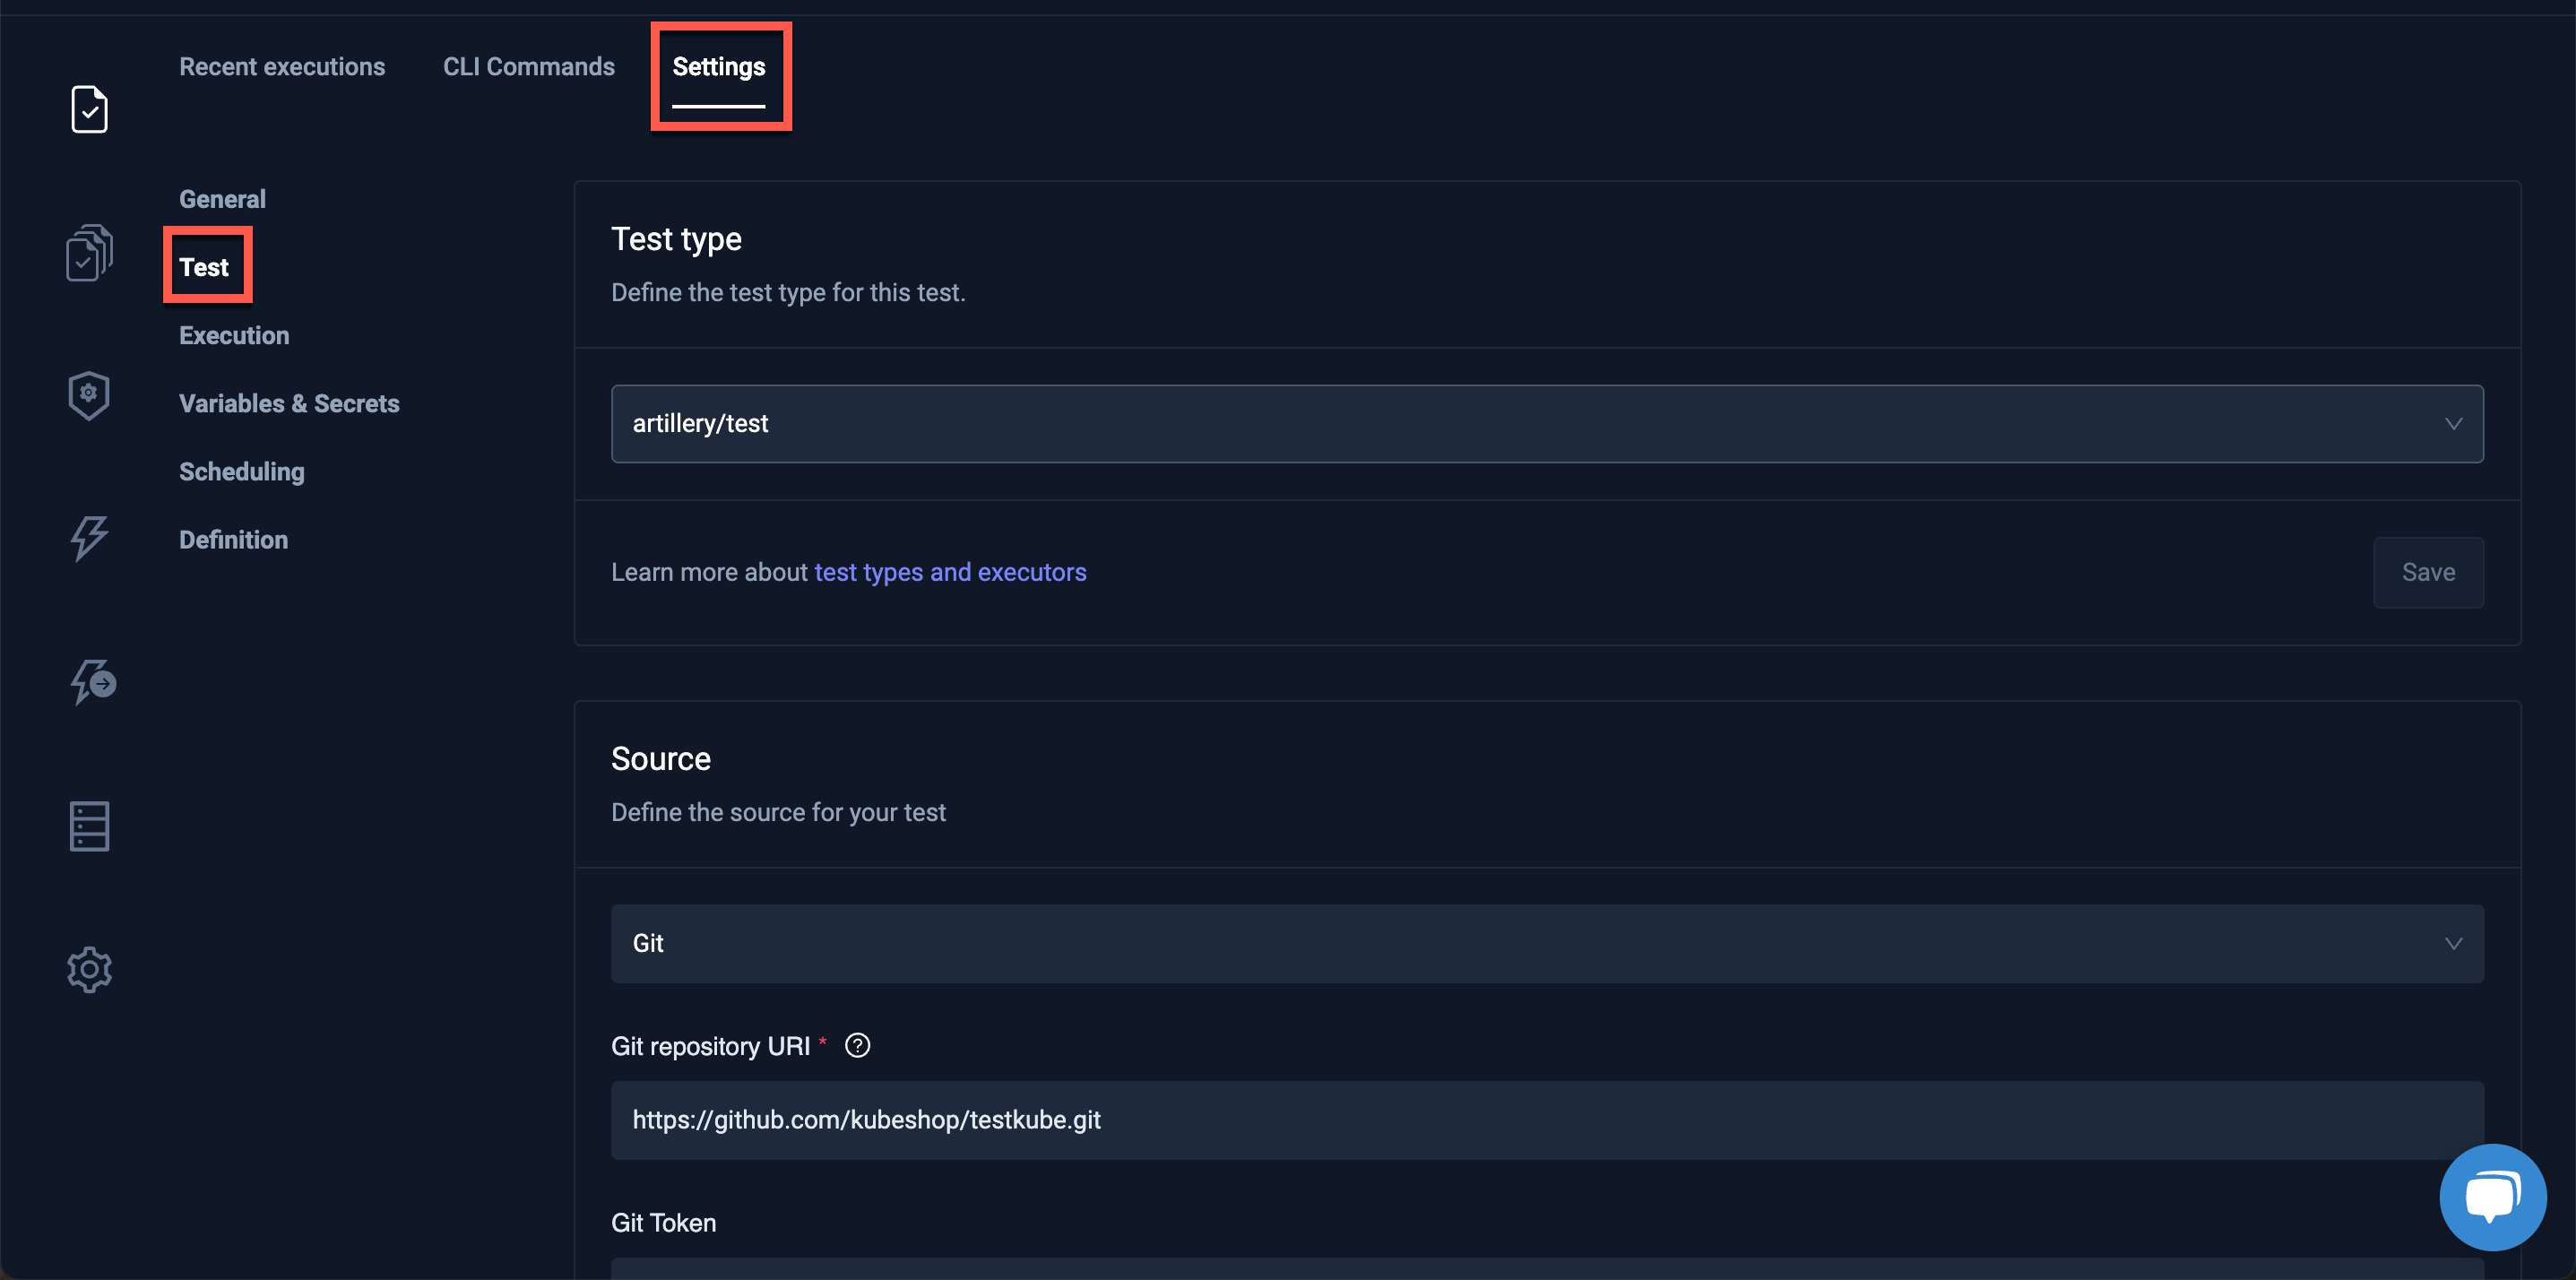 Recent executions
CLI Commands
Settings
General
Test
Execution
Variables & Secrets
Scheduling
Definition
Test type
Define the test type for this test.
artillery/test
Learn more about test types and executors
Save
Source
Define the source for your test
Git
Git repository URI *
https://github.com/kubeshop/testkube.git
Git Token